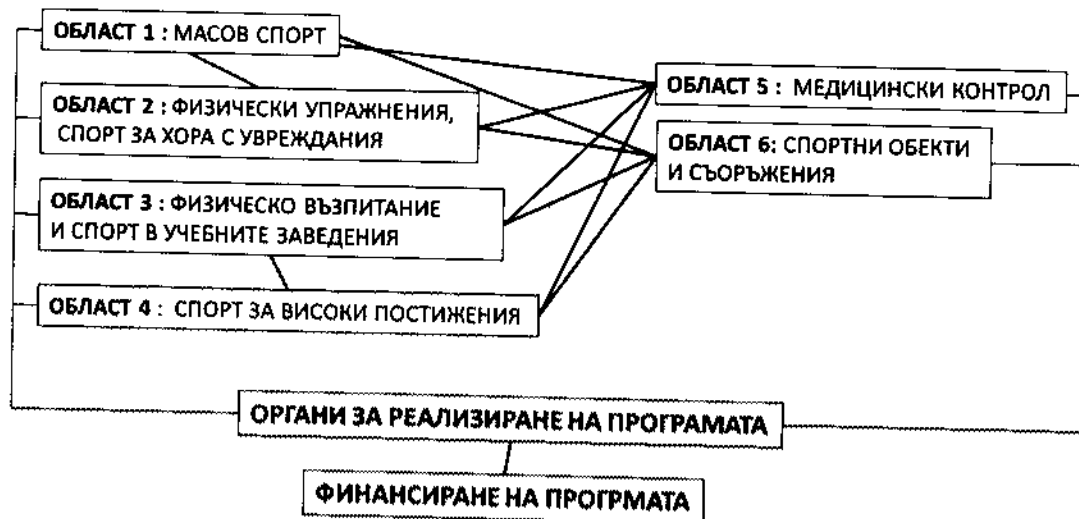 ОБЛАСТ 1 : МАСОВ СПОРТ
ОБЛАСТ 2 : ФИЗИЧЕСКИ УПРАЖНЕНИЯ,
СПОРТ ЗА ХОРА С УВРЕЖДАНИЯ
ОБЛАСТ 3 : ФИЗИЧЕСКО ВЪЗПИТАНИЕ
И СПОРТ В УЧЕБНИТЕ ЗАВЕДЕНИЯ
ОБЛАСТ 4 : СПОРТ ЗА ВИСОКИ ПОСТИЖЕНИЯ
ОБЛАСТ 5 : МЕДИЦИНСКИ КОНТРОЛ
ОБЛАСТ 6: СПОРТНИ ОБЕКТИ
И СЪОРЪЖЕНИЯ
ОРГАНИ ЗА РЕАЛИЗИРАНЕ НА ПРОГРАМАТА
ФИНАНСИРАНЕ НА ПРОГРМАТА